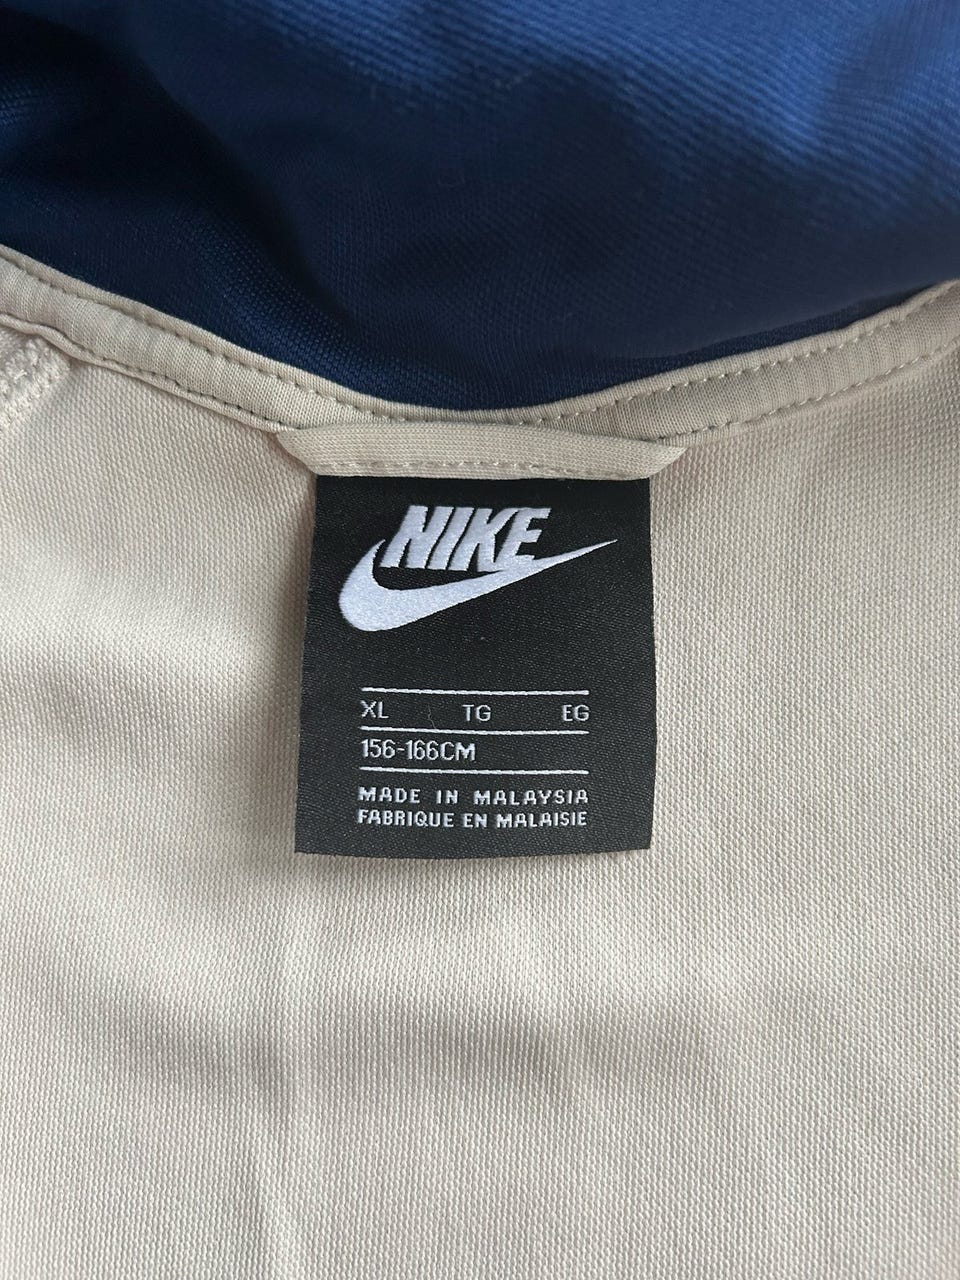 NIKE
XL TG EG
156-166CM
MADE IN MALAYSIA
FABRIQUE EN MALAISIE